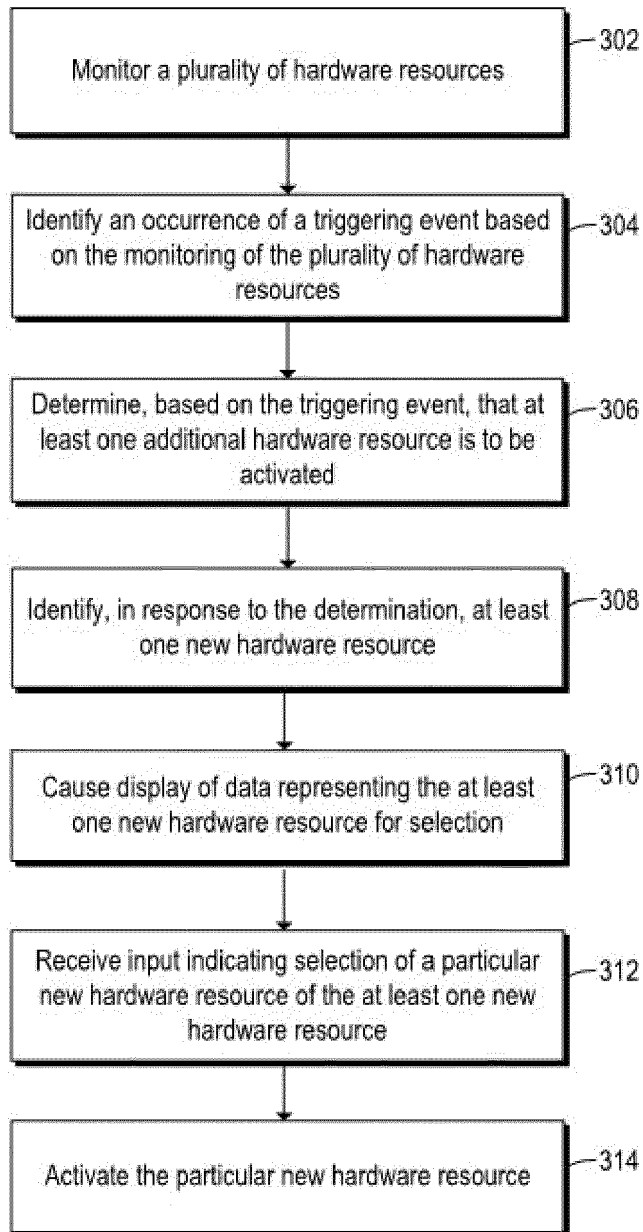 Monitor a plurality of hardware resources
302
Identify an occurrence of a triggering event based
on the monitoring of the plurality of hardware
resources
304
Determine, based on the triggering event, that at
least one additional hardware resource is to be
activated
306
Identify, in response to the determination, at least
one new hardware resource
308
Cause display of data representing the at least
one new hardware resource for selection
310
Receive input indicating selection of a particular
new hardware resource of the at least one new
hardware resource
312
Activate the particular new hardware resource
314